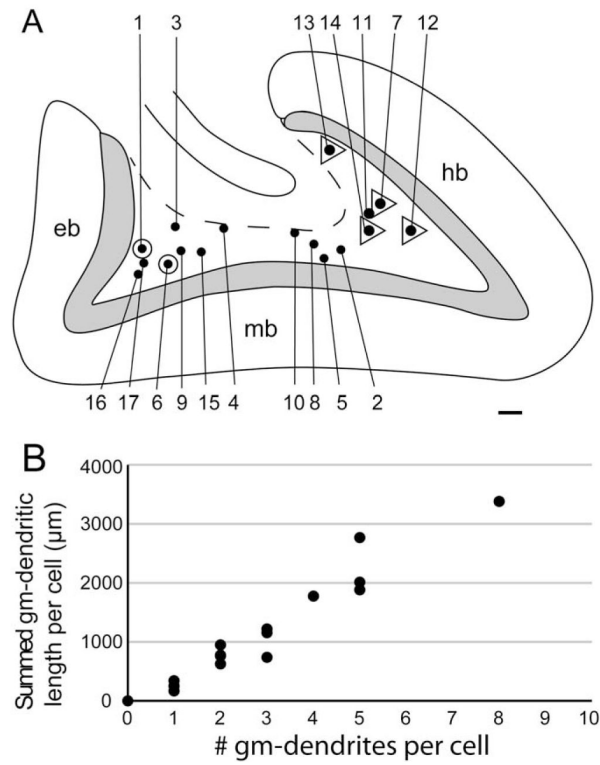 A
1 3 13 14 11 7 12
hb
eb
mb
16 17 6 9 15 4 10 8 5 2
B
Summed gm-dendritic
length per cell (µm)
4000
3000
2000
1000
0
0 1 2 3 4 5 6 7 8 9 10
# gm-dendrites per cell